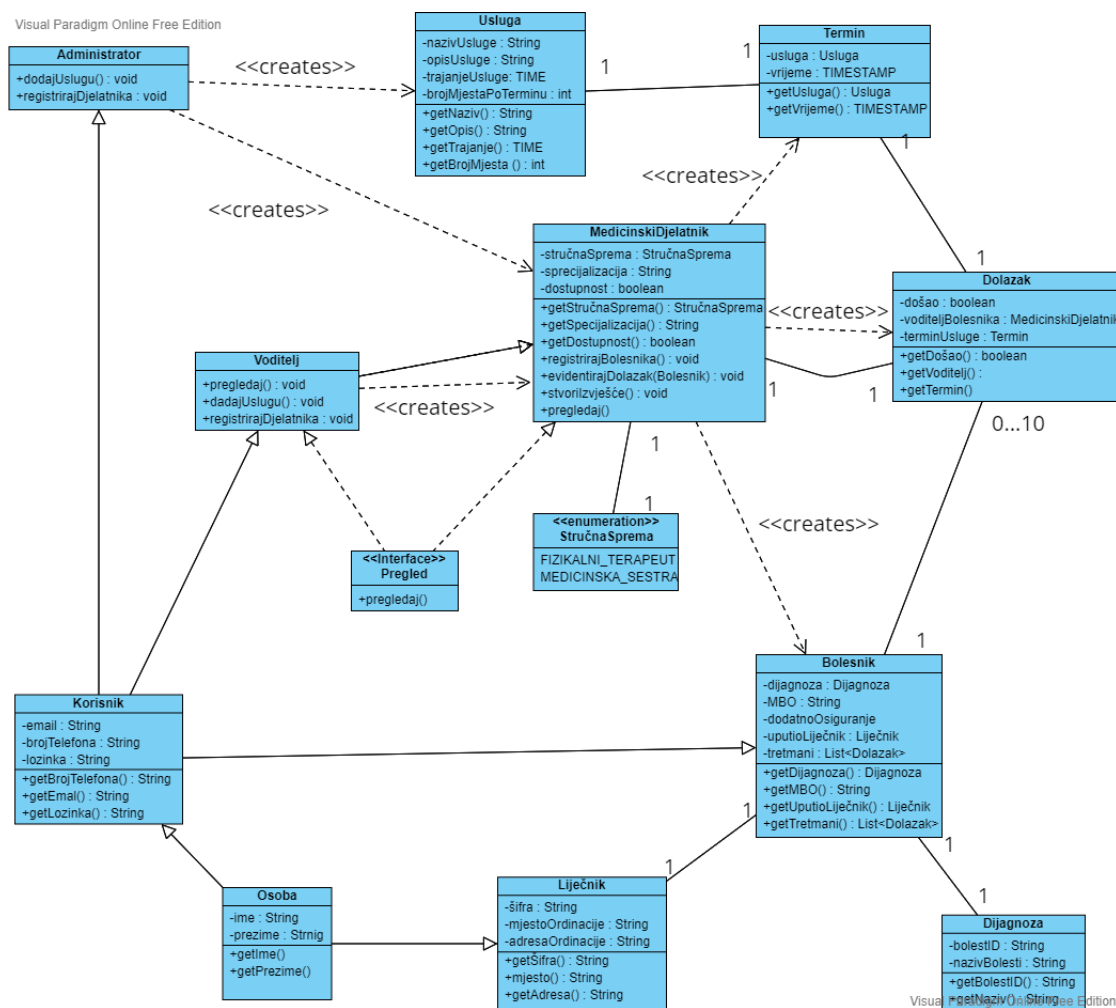 Visual Paradigm Online Free Edition
Administrator
+dodajUslugu() : void
+registrirajDjelatnika : void
<<creates>>
<<creates>>
Usluga
-nazivUsluge : String
-opisUsluge : String
-trajanjeUsluge: TIME
-brojMjestaPoTerminu : int
+getNaziv() : String
+getOpis() : String
+getTrajanje() : TIME
+getBrojMjesta () : int
1
1
Termin
-usluga : Usluga
-vrijeme : TIMESTAMP
+getUsluga() : Usluga
+getVrijeme() : TIMESTAMP
1
1
<<creates>>
MedicinskiDjelatnik
-stručnaSprema : StručnaSprema
-sprecijalizacija : String
-dostupnost : boolean
+getStručnaSprema() : StručnaSprema
+getSpecijalizacija() : String
+getDostupnost() : boolean
+registrirajBolesnika() : void
+evidentirajDolazak(Bolesnik) : void
+stvoriIzvješće() : void
+pregledaj()
<<creates>>
1
1
Dolazak
-došao : boolean
-voditeljBolesnika : MedicinskiDjelatnik
-terminUsluge : Termin
+getDošao() : boolean
+getVoditelj() :
+getTermin()
0...10
Voditelj
+pregledaj() : void
+dadajUslugu() : void
+registrirajDjelatnika : void
<<creates>>
1
1
<<enumeration>>
StručnaSprema
FIZIKALNI_TERAPEUT
MEDICINSKA_SESTRA
<<creates>>
<<Interface>>
Pregled
+pregledaj()
1
Bolesnik
-dijagnoza : Dijagnoza
-MBO : String
-dodatnoOsiguranje
-uputioLiječnik : Liječnik
-tretmani : List<Dolazak>
+getDijagnoza() : Dijagnoza
+getMBO() : String
+getUputioLiječnik() : Liječnik
+getTretmani() : List<Dolazak>
Korisnik
-email : String
-brojTelefona : String
-lozinka : String
+getBrojTelefona() : String
+getEmal() : String
+getLozinka() : String
1
1
1
1
Osoba
-ime : String
-prezime : Strnig
+getIme()
+getPrezime()
Liječnik
-šifra : String
-mjestoOrdinacije : String
-adresaOrdinacije : String
+getŠifra() : String
+mjesto() : String
+getAdresa() : String
Dijagnoza
-bolestID : String
-nazivBolesti : String
+getBolestID() : String
+getNaziv() : String
Visual Paradigm Online Free Edition